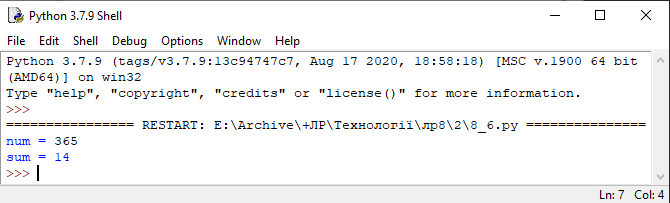 Python 3.7.9 Shell
File Edit Shell Debug Options Window Help
Python 3.7.9 (tags/v3.7.9:13c94747c7, Aug 17 2020, 18:58:18) [MSC v.1900 64 bit
(AMD64)] on win32
Type "help", "copyright", "credits" or "license()" for more information.
>>>
================ RESTART: E:\Archive\+ЛР\Технології\лр8\2\8_6.py ===============
num = 365
sum = 14
>>>
Ln: 7 Col: 4